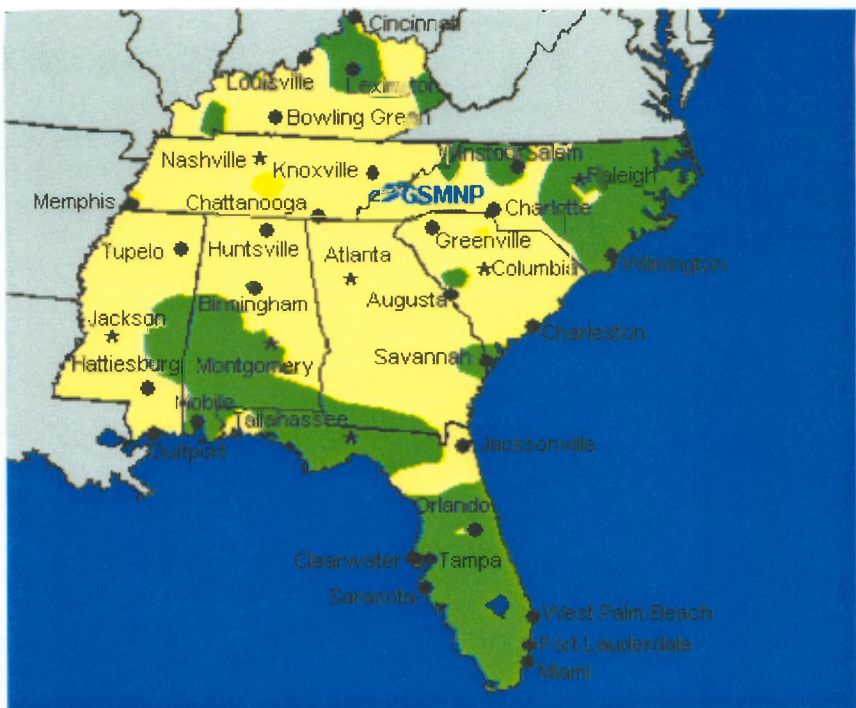 Cincinnati
Louisville
Lexington
Bowling Green
Nashville
Knoxville
Winston Salem
Raleigh
Memphis
Chattanooga
GSMNP
Charlotte
Tupelo
Huntsville
Atlanta
Greenville
Columbia
Wilmington
Birmingham
Augusta
Jackson
Charleston
Hattiesburg
Montgomery
Savannah
Mobile
Tallahassee
Gulfport
Jacksonville
Orlando
Clearwater
Tampa
Sarasota
West Palm Beach
Fort Lauderdale
Miami